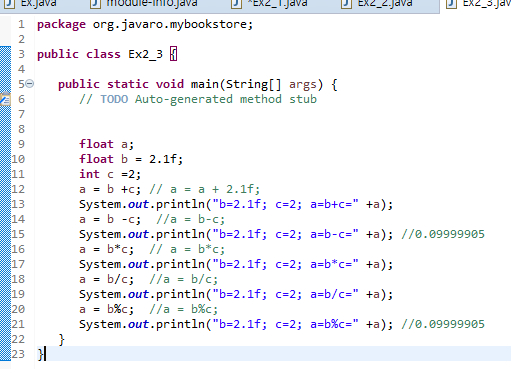 Ex.java module-info.java *Ex2_1.java Ex2_2.java Ex2_3.java
1 package org.javaro.mybookstore;
2
3 public class Ex2_3 {
4
5 public static void main(String[] args) {
6 // TODO Auto-generated method stub
7
8
9 float a;
10 float b = 2.1f;
11 int c =2;
12 a = b +c; // a = a + 2.1f;
13 System.out.println("b=2.1f; c=2; a=b+c=" +a);
14 a = b -c; //a = b-c;
15 System.out.println("b=2.1f; c=2; a=b-c=" +a); //0.09999905
16 a = b*c; // a = b*c;
17 System.out.println("b=2.1f; c=2; a=b*c=" +a);
18 a = b/c; //a = b/c;
19 System.out.println("b=2.1f; c=2; a=b/c=" +a);
20 a = b%c; //a = b%c;
21 System.out.println("b=2.1f; c=2; a=b%c=" +a); //0.09999905
22 }
23 }